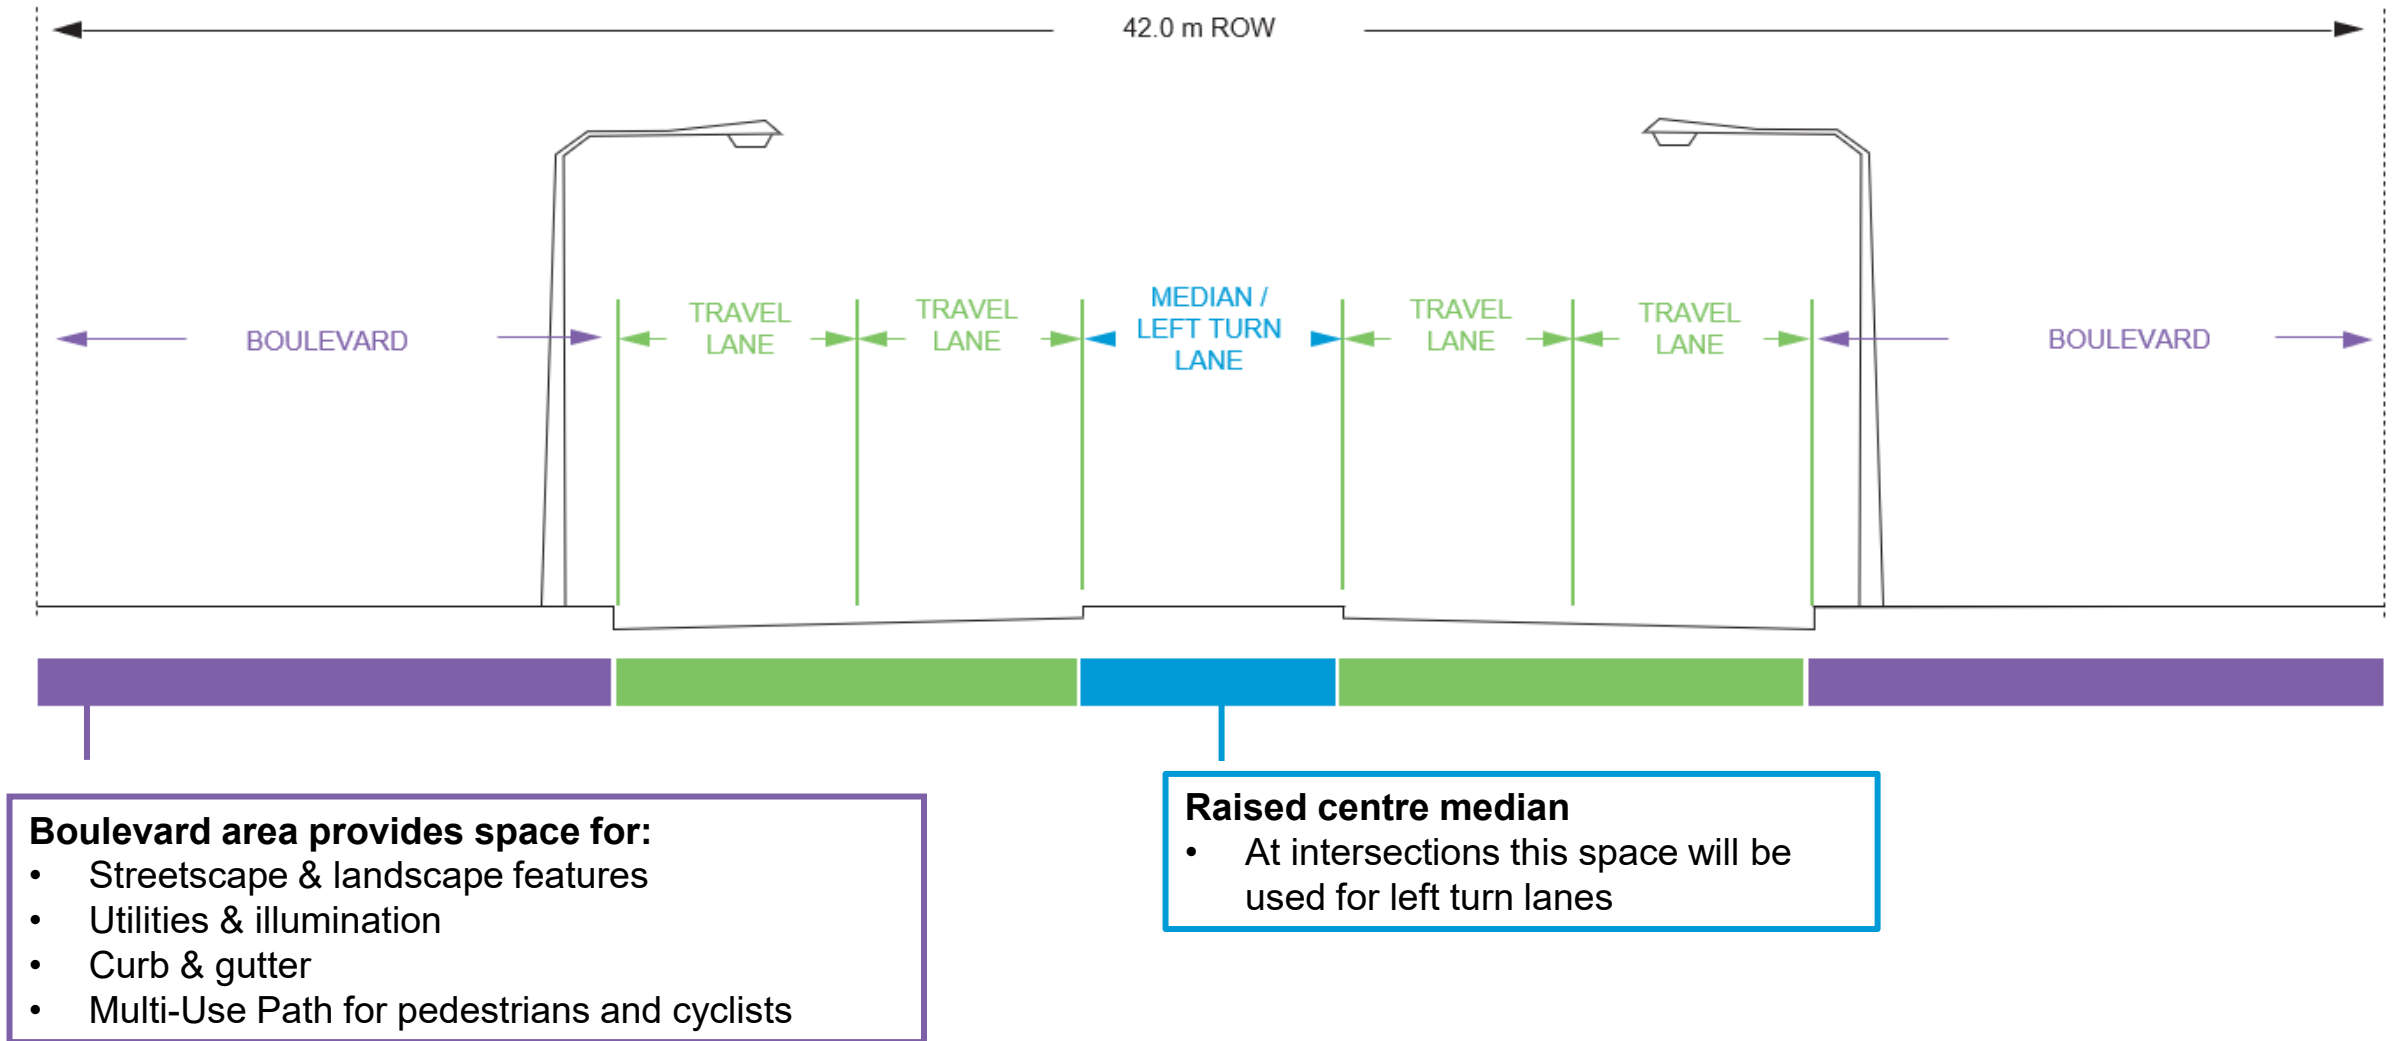 42.0 m ROW
BOULEVARD
TRAVEL
LANE
TRAVEL
LANE
MEDIAN /
LEFT TURN
LANE
TRAVEL
LANE
TRAVEL
LANE
BOULEVARD
Boulevard area provides space for:
• Streetscape & landscape features
• Utilities & illumination
• Curb & gutter
• Multi-Use Path for pedestrians and cyclists
Raised centre median
• At intersections this space will be
used for left turn lanes